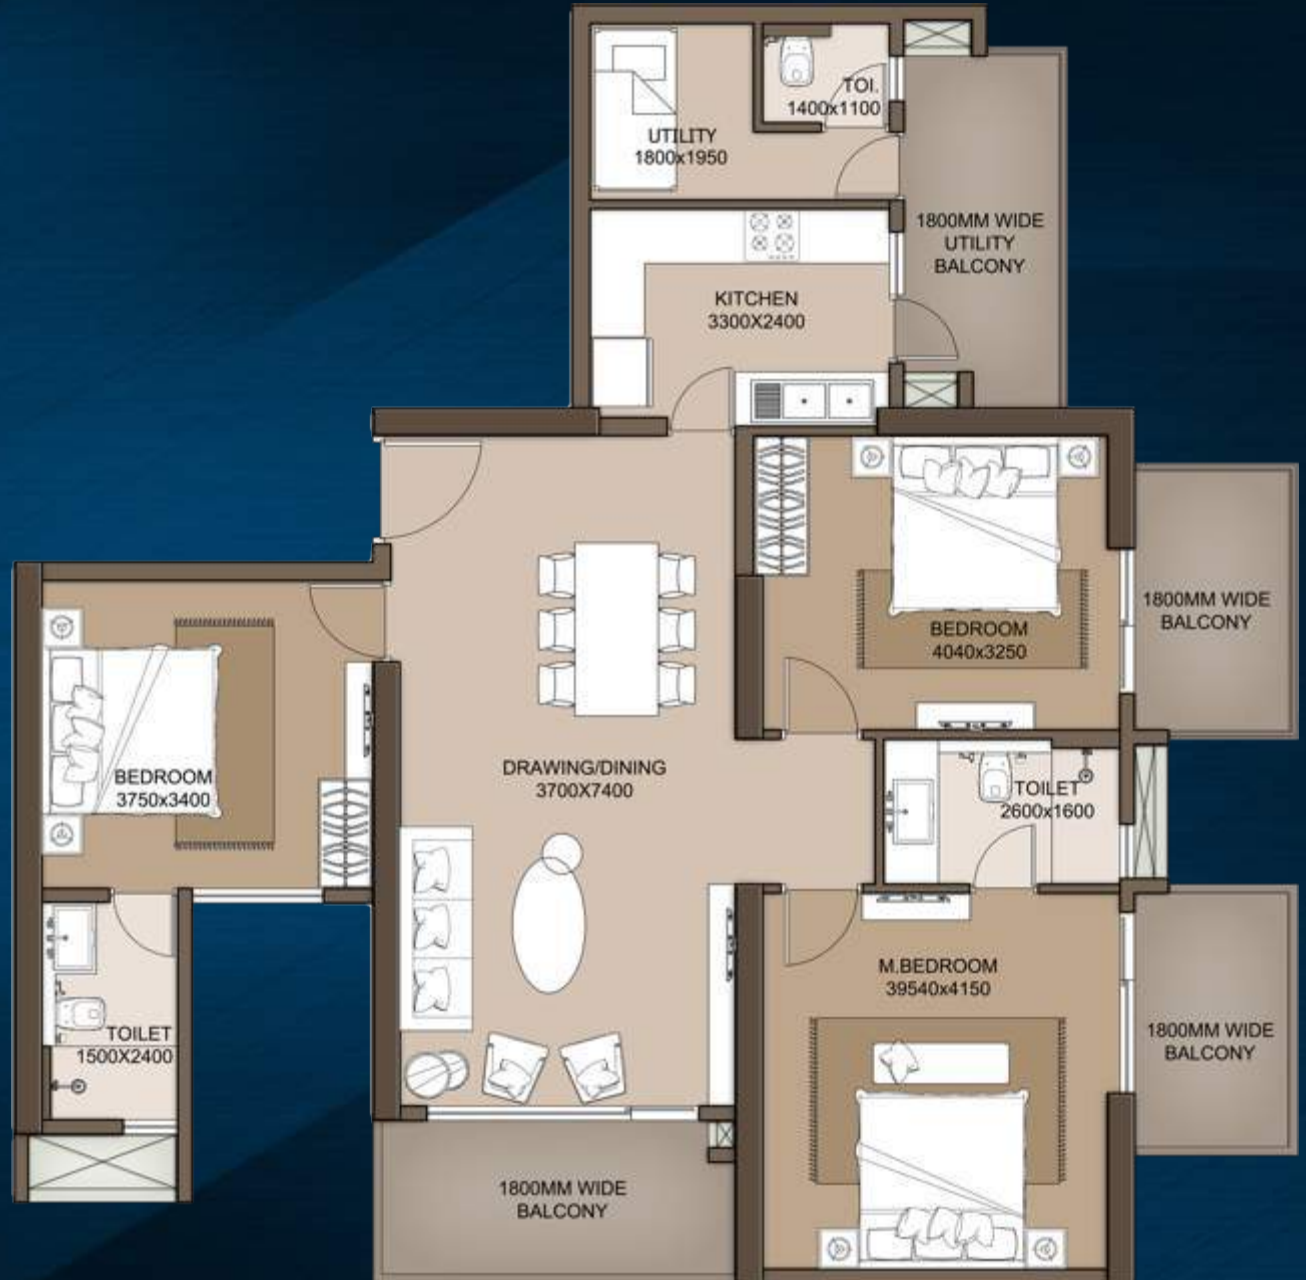 TOI.
1400x1100
UTILITY
1800x1950
1800MM WIDE
UTILITY
BALCONY
KITCHEN
3300X2400
1800MM WIDE
BALCONY
BEDROOM
4040x3250
BEDROOM
3750x3400
DRAWING/DINING
3700X7400
TOILET
2600x1600
M.BEDROOM
39540x4150
TOILET
1500X2400
1800MM WIDE
BALCONY
1800MM WIDE
BALCONY